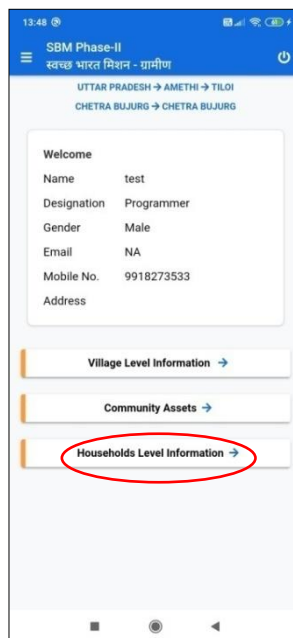 13:48
SBM Phase-II
स्वच्छ भारत मिशन - ग्रामीण
UTTAR PRADESH → AMETHI → TILOI
CHETRA BUJURG → CHETRA BUJURG
Welcome
Name test
Designation Programmer
Gender Male
Email NA
Mobile No. 9918273533
Address
Village Level Information →
Community Assets →
Households Level Information →